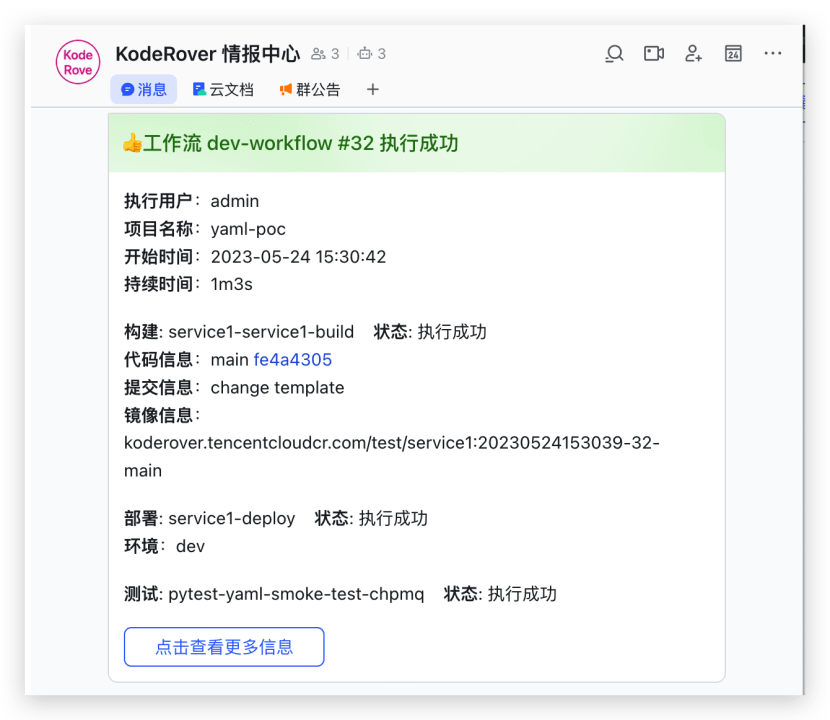 Kode
Rove
KodeRover 情报中心 3 3
24
消息 云文档 群公告
👍工作流 dev-workflow #32 执行成功
执行用户：admin
项目名称：yaml-poc
开始时间：2023-05-24 15:30:42
持续时间：1m3s
构建: service1-service1-build 状态: 执行成功
代码信息：main fe4a4305
提交信息：change template
镜像信息：
koderover.tencentcloudcr.com/test/service1:20230524153039-32-
main
部署: service1-deploy 状态: 执行成功
环境：dev
测试: pytest-yaml-smoke-test-chpmq 状态: 执行成功
点击查看更多信息